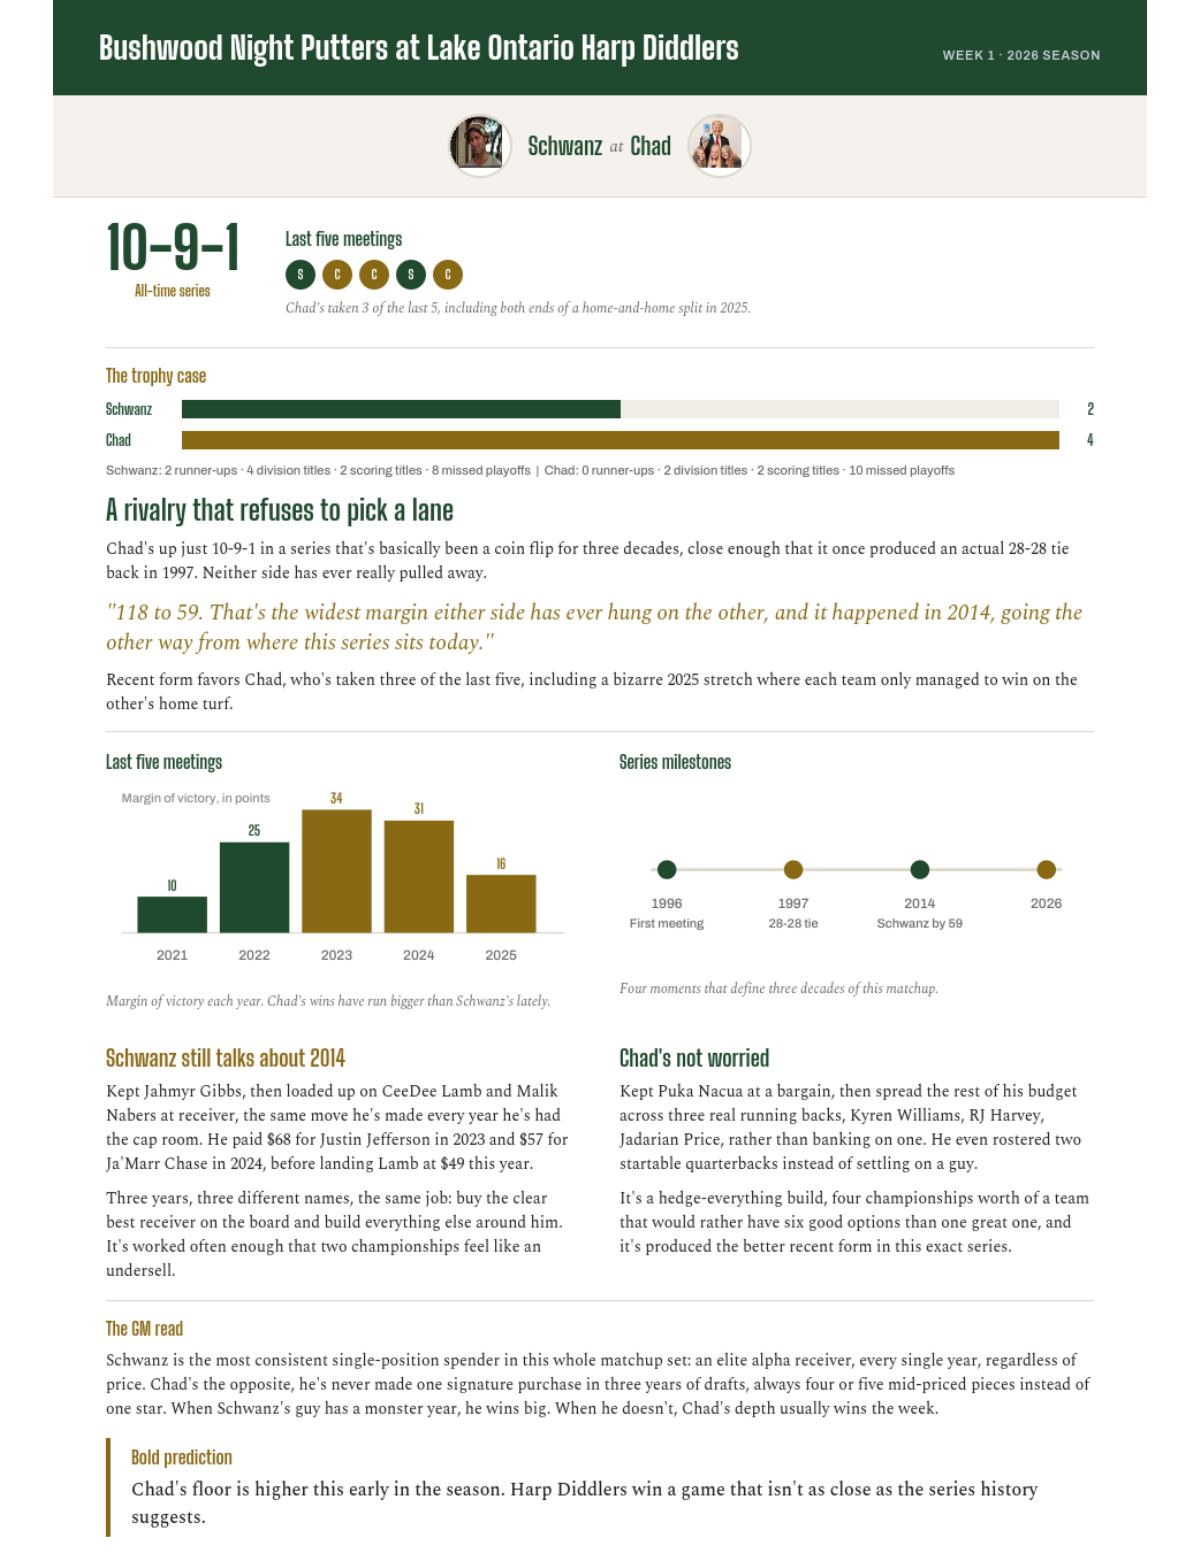 Bushwood Night Putters at Lake Ontario Harp Diddlers
WEEK 1 · 2026 SEASON
Schwanz at Chad
10–9–1
All-time series
Last five meetings
S C C S C
Chad's taken 3 of the last 5, including both ends of a home-and-home split in 2025.
The trophy case
Schwanz 2
Chad 4
Schwanz: 2 runner-ups · 4 division titles · 2 scoring titles · 8 missed playoffs | Chad: 0 runner-ups · 2 division titles · 2 scoring titles · 10 missed playoffs
A rivalry that refuses to pick a lane
Chad's up just 10-9-1 in a series that's basically been a coin flip for three decades, close enough that it once produced an actual 28-28 tie
back in 1997. Neither side has ever really pulled away.
"118 to 59. That's the widest margin either side has ever hung on the other, and it happened in 2014, going the
other way from where this series sits today."
Recent form favors Chad, who's taken three of the last five, including a bizarre 2025 stretch where each team only managed to win on the
other's home turf.
Last five meetings
Margin of victory, in points
10 25 34 31 16
2021 2022 2023 2024 2025
Margin of victory each year. Chad's wins have run bigger than Schwanz's lately.
Series milestones
1996 1997 2014 2026
First meeting 28-28 tie Schwanz by 59
Four moments that define three decades of this matchup.
Schwanz still talks about 2014
Kept Jahmyr Gibbs, then loaded up on CeeDee Lamb and Malik
Nabers at receiver, the same move he's made every year he's had
the cap room. He paid $68 for Justin Jefferson in 2023 and $57 for
Ja'Marr Chase in 2024, before landing Lamb at $49 this year.
Three years, three different names, the same job: buy the clear
best receiver on the board and build everything else around him.
It's worked often enough that two championships feel like an
undersell.
Chad's not worried
Kept Puka Nacua at a bargain, then spread the rest of his budget
across three real running backs, Kyren Williams, RJ Harvey,
Jadarian Price, rather than banking on one. He even rostered two
startable quarterbacks instead of settling on a guy.
It's a hedge-everything build, four championships worth of a team
that would rather have six good options than one great one, and
it's produced the better recent form in this exact series.
The GM read
Schwanz is the most consistent single-position spender in this whole matchup set: an elite alpha receiver, every single year, regardless of
price. Chad's the opposite, he's never made one signature purchase in three years of drafts, always four or five mid-priced pieces instead of
one star. When Schwanz's guy has a monster year, he wins big. When he doesn't, Chad's depth usually wins the week.
Bold prediction
Chad's floor is higher this early in the season. Harp Diddlers win a game that isn't as close as the series history
suggests.